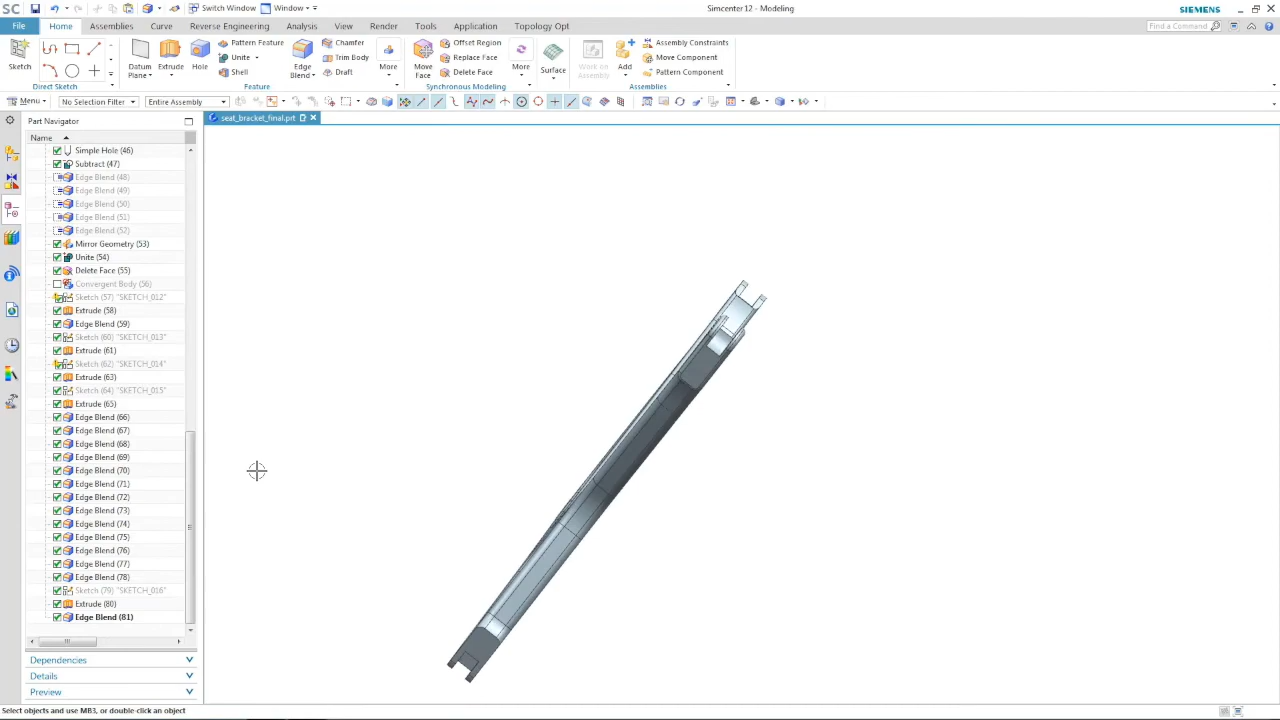 SC Switch Window Window Simcenter 12 - Modeling SIEMENS
File Home Assemblies Curve Reverse Engineering Analysis View Render Tools Application Topology Opt Find a Command
Sketch Datum Plane Extrude Hole Pattern Feature Unite Shell Edge Blend Chamfer Trim Body Draft More Move Face Offset Region Replace Face Delete Face More Surface Work on Assembly Add Assembly Constraints Move Component Pattern Component
Direct Sketch Feature Synchronous Modeling Assemblies
Menu No Selection Filter Entire Assembly
Part Navigator seat_bracket_final.prt
Name
Simple Hole (46)
Subtract (47)
Edge Blend (48)
Edge Blend (49)
Edge Blend (50)
Edge Blend (51)
Edge Blend (52)
Mirror Geometry (53)
Unite (54)
Delete Face (55)
Convergent Body (56)
Sketch (57) "SKETCH_012"
Extrude (58)
Edge Blend (59)
Sketch (60) "SKETCH_013"
Extrude (61)
Sketch (62) "SKETCH_014"
Extrude (63)
Sketch (64) "SKETCH_015"
Extrude (65)
Edge Blend (66)
Edge Blend (67)
Edge Blend (68)
Edge Blend (69)
Edge Blend (70)
Edge Blend (71)
Edge Blend (72)
Edge Blend (73)
Edge Blend (74)
Edge Blend (75)
Edge Blend (76)
Edge Blend (77)
Edge Blend (78)
Sketch (79) "SKETCH_016"
Extrude (80)
Edge Blend (81)
Dependencies
Details
Preview
Select objects and use MB3, or double-click an object